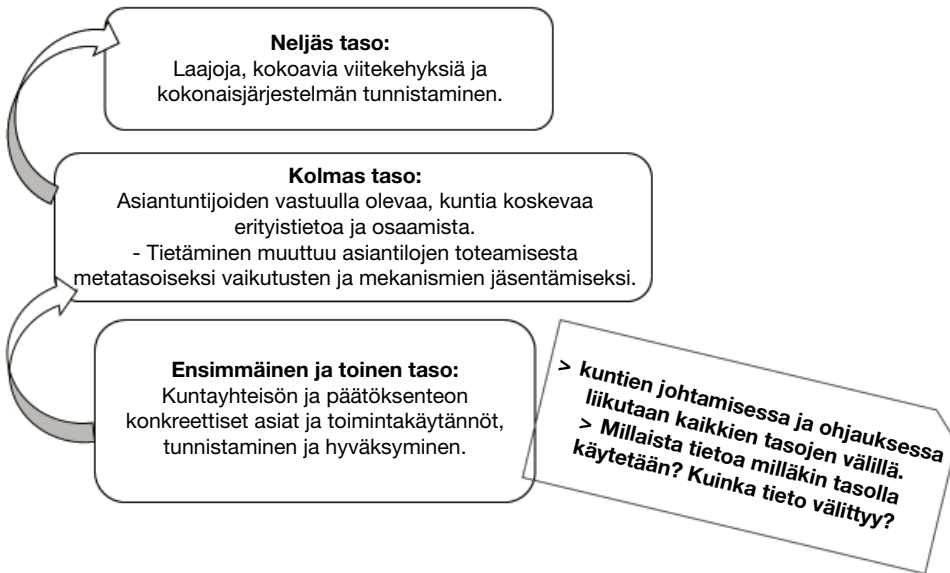 Neljäs taso:
Laajoja, kokoavia viitekehyksiä ja
kokonaisjärjestelmän tunnistaminen.
Kolmas taso:
Asiantuntijoiden vastuulla olevaa, kuntia koskevaa
erityistietoa ja osaamista.
- Tietäminen muuttuu asiantilojen toteamisesta
metatasoiseksi vaikutusten ja mekanismien jäsentämiseksi.
Ensimmäinen ja toinen taso:
Kuntayhteisön ja päätöksenteon
konkreettiset asiat ja toimintakäytännöt,
tunnistaminen ja hyväksyminen.
> kuntien johtamisessa ja ohjauksessa
liikutaan kaikkien tasojen välillä.
> Millaista tietoa milläkin tasolla
käytetään? Kuinka tieto välittyy?